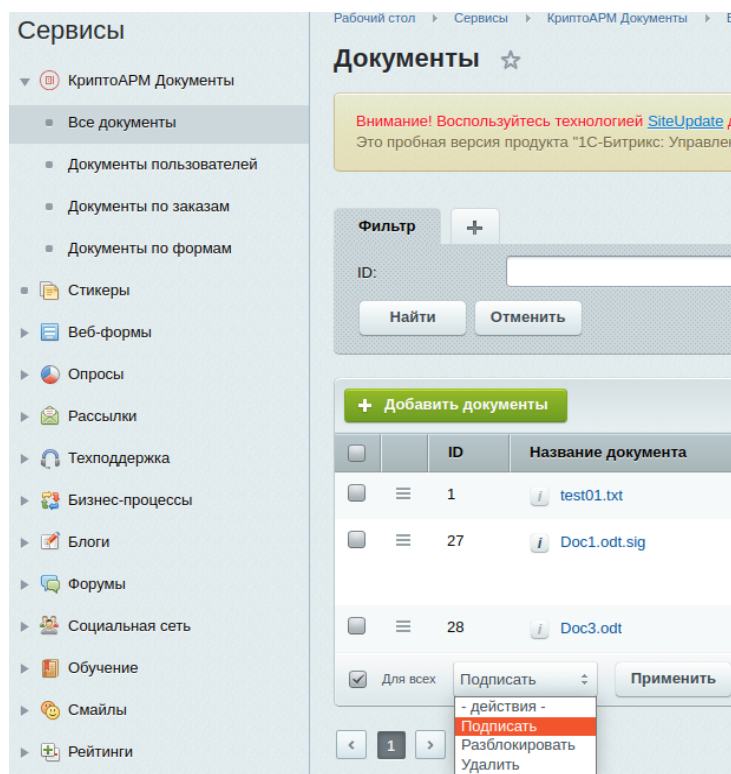 Сервисы
КриптоАРМ Документы
Все документы
Документы пользователей
Документы по заказам
Документы по формам
Стикеры
Веб-формы
Опросы
Рассылки
Техподдержка
Бизнес-процессы
Блоги
Форумы
Социальная сеть
Обучение
Смайлы
Рейтинги
Рабочий стол Сервисы КриптоАРМ Документы
Документы
Внимание! Воспользуйтесь технологией SiteUpdate
Это пробная версия продукта "1С-Битрикс:
Фильтр
ID:
Найти Отменить
+ Добавить документы
ID Название документа
1 test01.txt
27 Doc1.odt.sig
28 Doc3.odt
Для всех Подписать Применить
- действия -
Подписать
Разблокировать
Удалить
1